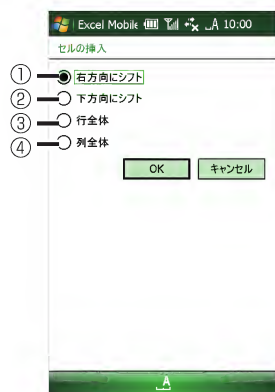 Excel Mobile 10:00
セルの挿入
① 右方向にシフト
② 下方向にシフト
③ 行全体
④ 列全体
OK キャンセル
A